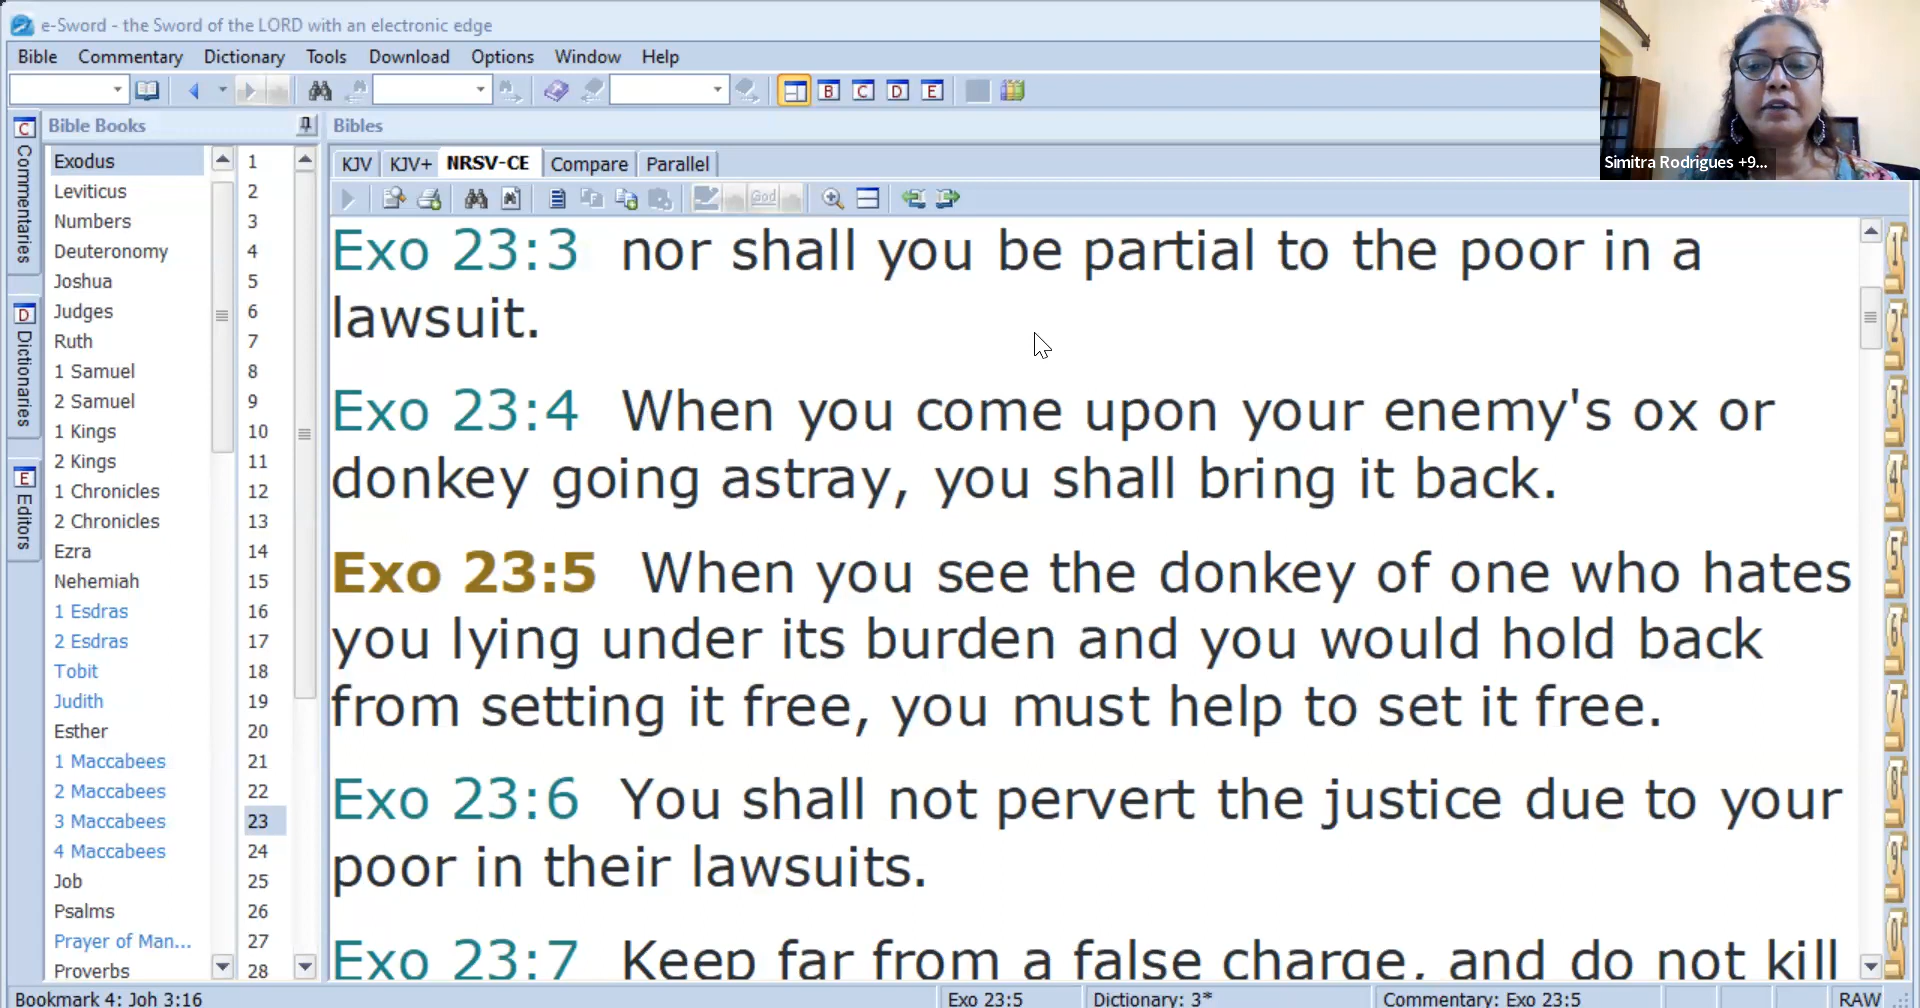 e-Sword - the Sword of the LORD with an electronic edge
Bible Commentary Dictionary Tools Download Options Window Help
B C D E
Simitra Rodrigues +9...
C Commentaries
D Dictionaries
E Editors
Bible Books
Exodus 1
Leviticus 2
Numbers 3
Deuteronomy 4
Joshua 5
Judges 6
Ruth 7
1 Samuel 8
2 Samuel 9
1 Kings 10
2 Kings 11
1 Chronicles 12
2 Chronicles 13
Ezra 14
Nehemiah 15
1 Esdras 16
2 Esdras 17
Tobit 18
Judith 19
Esther 20
1 Maccabees 21
2 Maccabees 22
3 Maccabees 23
4 Maccabees 24
Job 25
Psalms 26
Prayer of Man... 27
Proverbs 28
Bibles
KJV KJV+ NRSV-CE Compare Parallel
God
Exo 23:3 nor shall you be partial to the poor in a
lawsuit.
Exo 23:4 When you come upon your enemy's ox or
donkey going astray, you shall bring it back.
Exo 23:5 When you see the donkey of one who hates
you lying under its burden and you would hold back
from setting it free, you must help to set it free.
Exo 23:6 You shall not pervert the justice due to your
poor in their lawsuits.
Exo 23:7 Keep far from a false charge, and do not kill
1
2
3
4
5
6
7
8
9
0
Bookmark 4: Joh 3:16 Exo 23:5 Dictionary: 3* Commentary: Exo 23:5 RAW